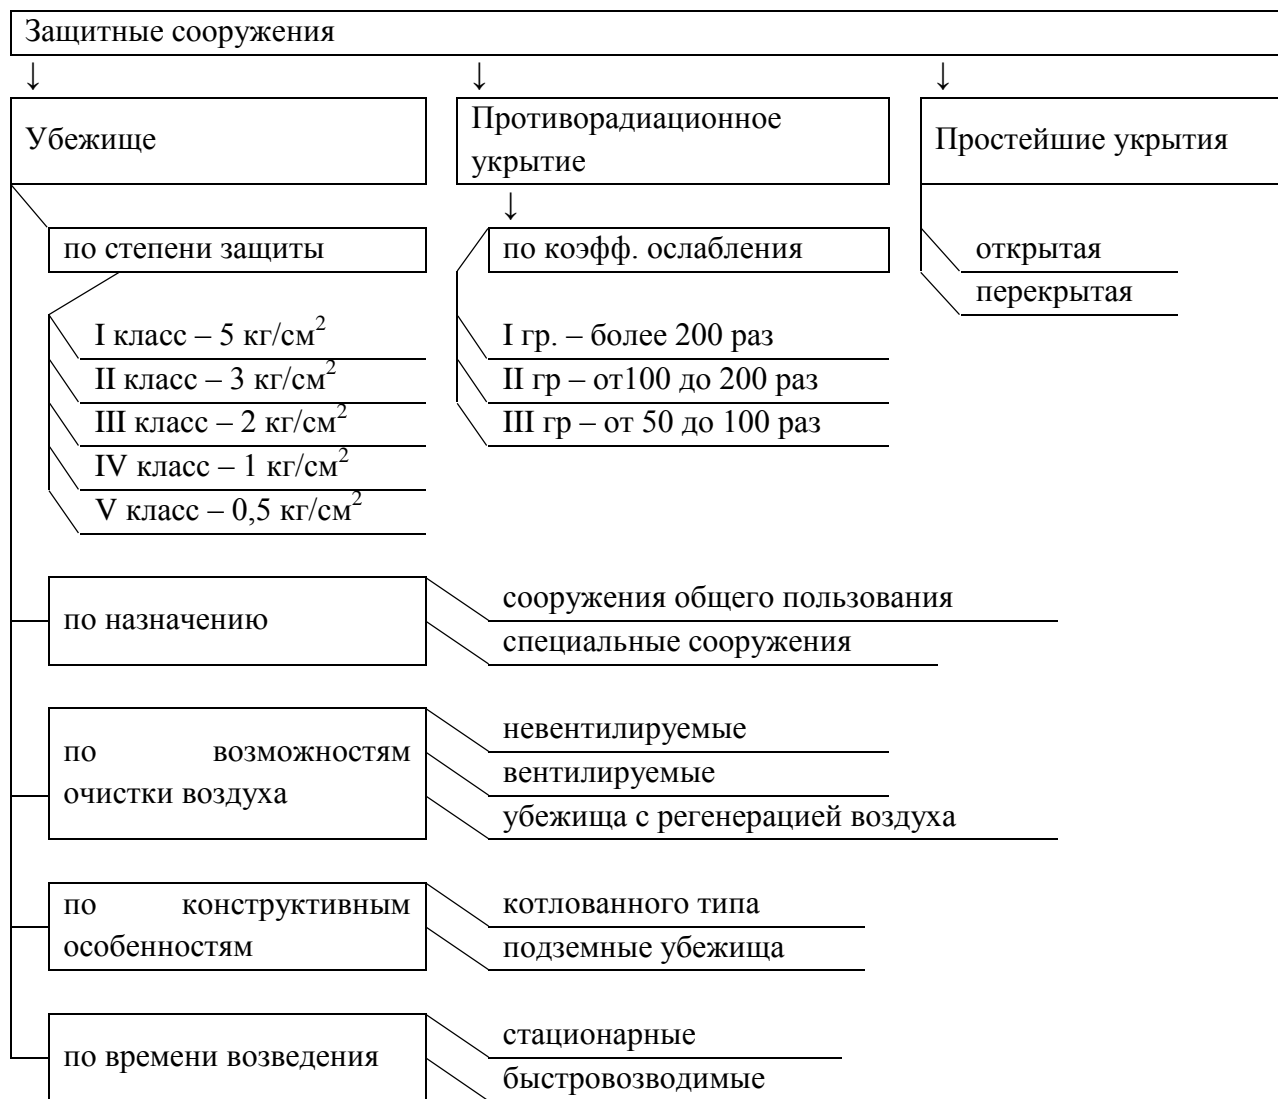 Защитные сооружения
↓ ↓ ↓
Убежище
Противорадиационное
укрытие
Простейшие укрытия
↓
по степени защиты
по коэфф. ослабления
открытая
перекрытая
I класс – 5 кг/см²
II класс – 3 кг/см²
III класс – 2 кг/см²
IV класс – 1 кг/см²
V класс – 0,5 кг/см²
I гр. – более 200 раз
II гр – от100 до 200 раз
III гр – от 50 до 100 раз
по назначению
сооружения общего пользования
специальные сооружения
по возможностям
очистки воздуха
невентилируемые
вентилируемые
убежища с регенерацией воздуха
по конструктивным
особенностям
котлованного типа
подземные убежища
по времени возведения
стационарные
быстровозводимые